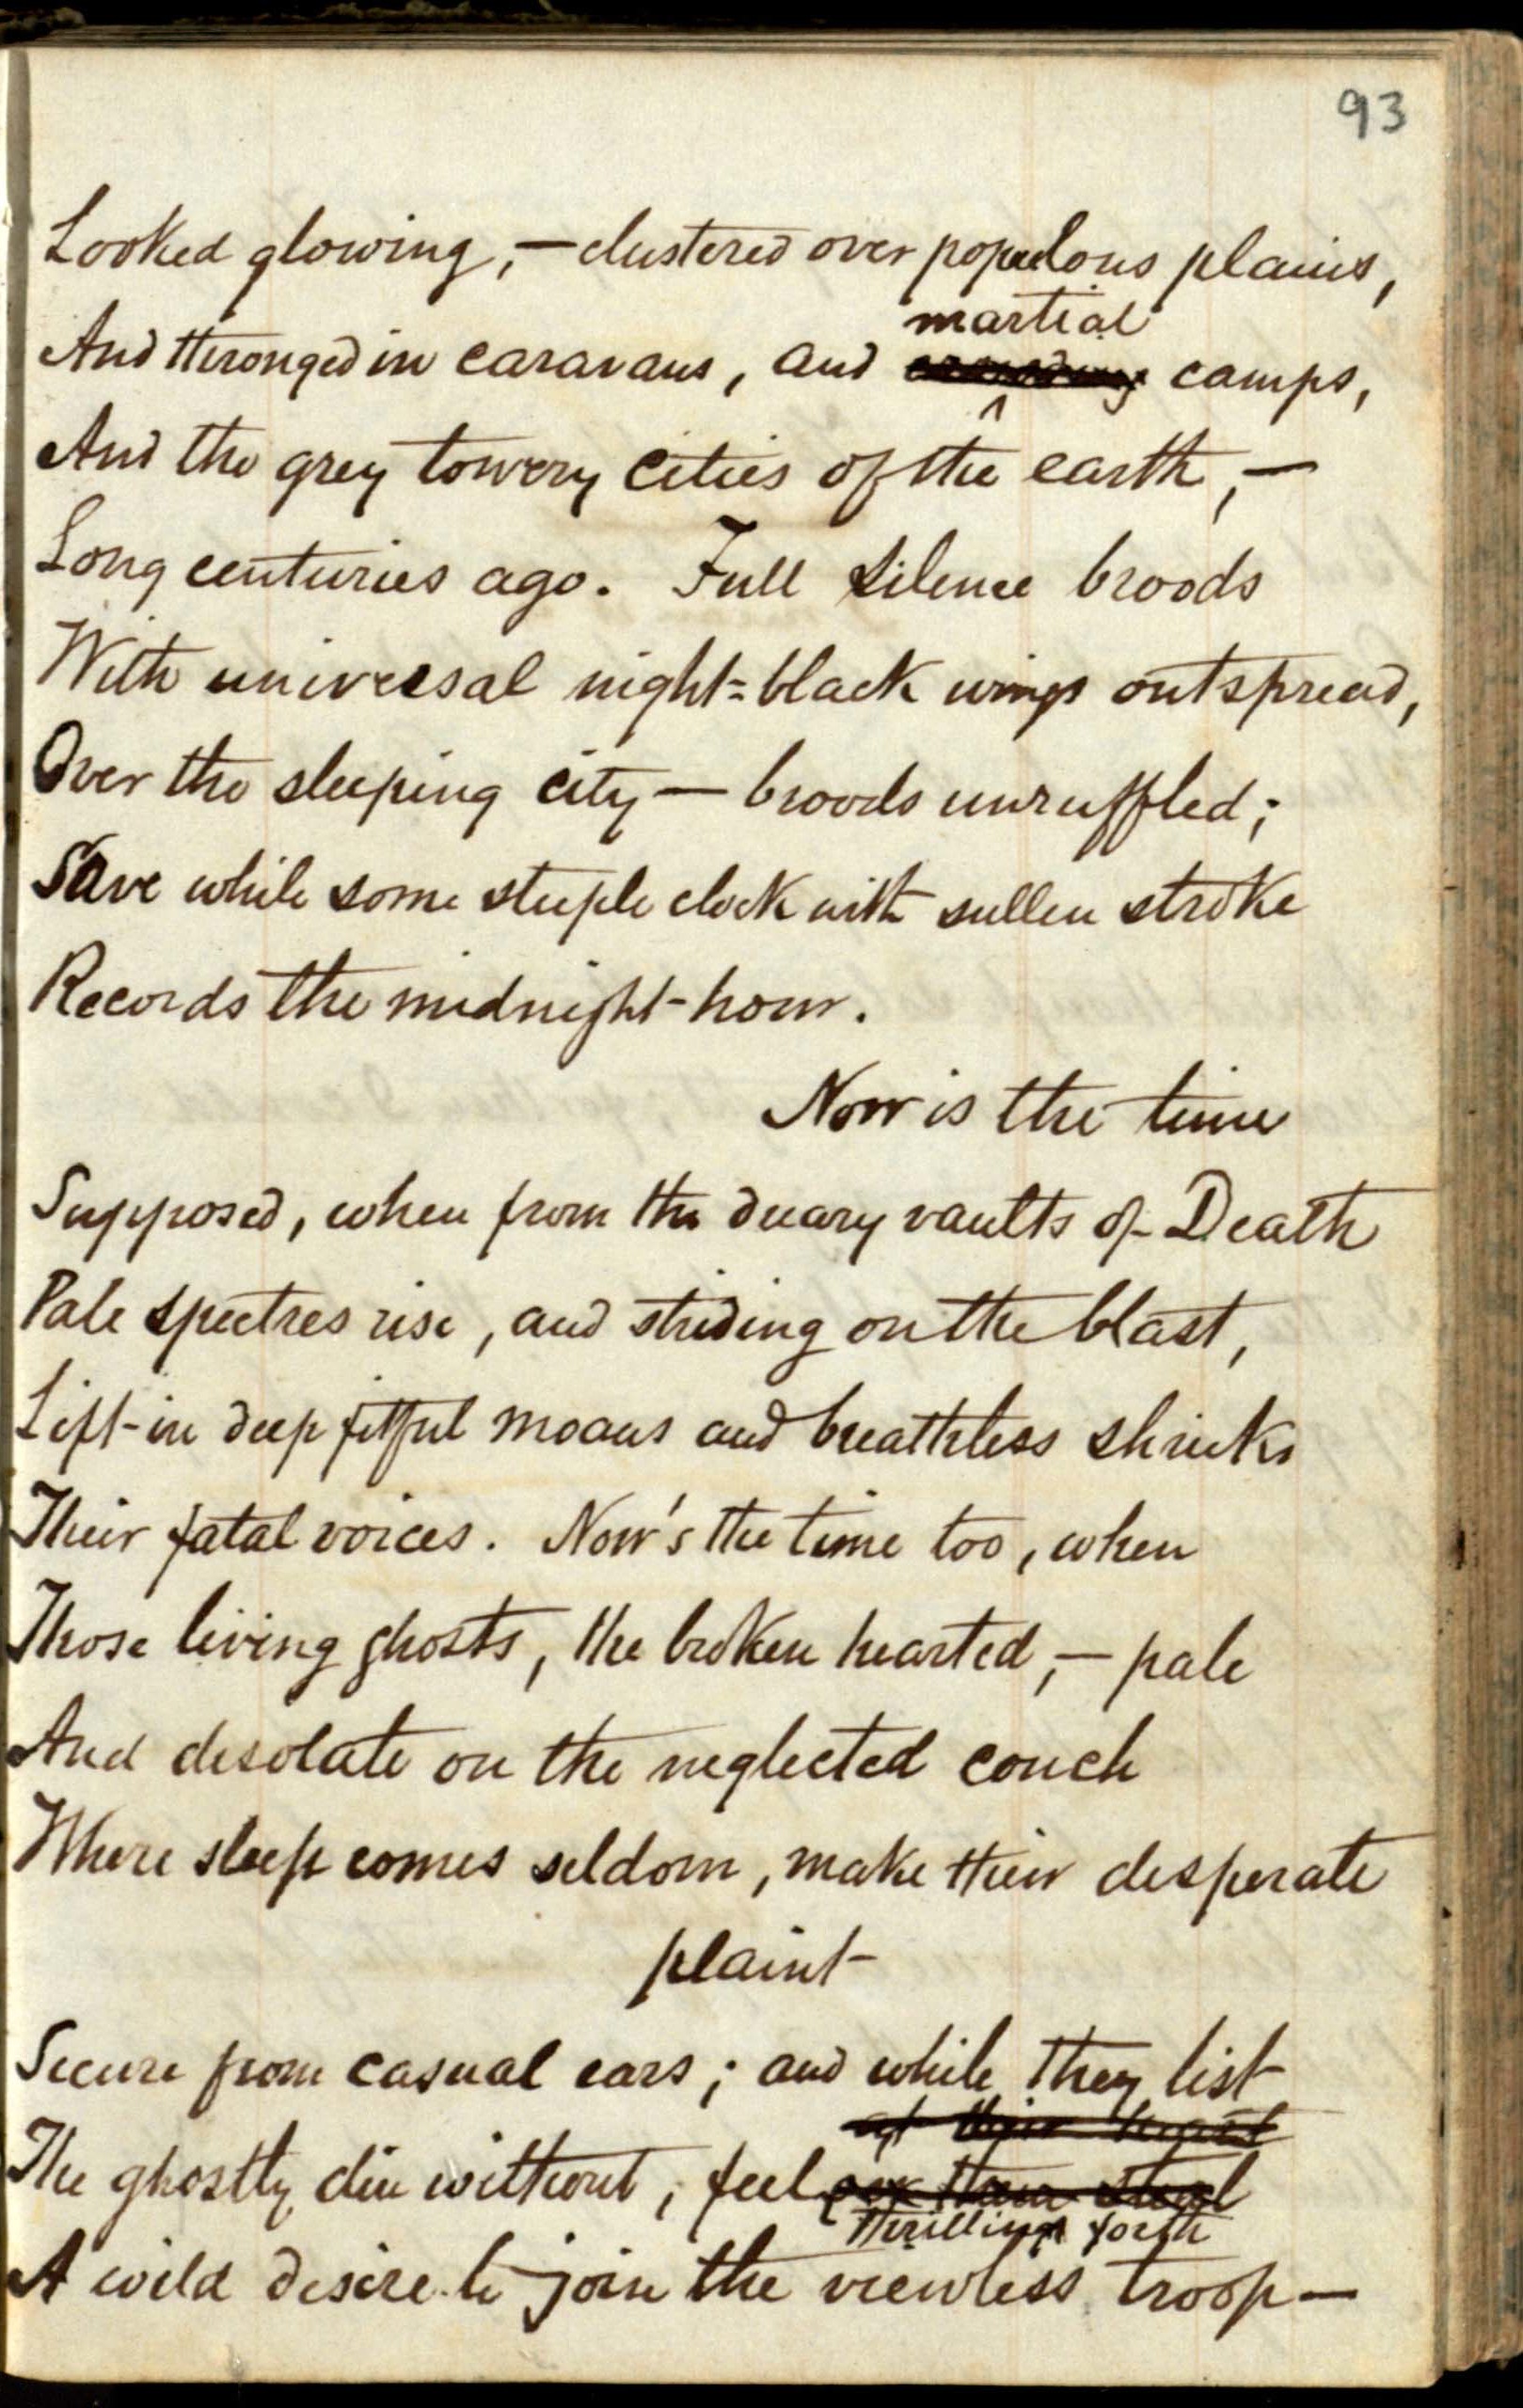 93
Looked glowing, — clustered over populous plains,
martial
And thronged in caravans, and camps,
And the grey towery cities of the earth, —
Long centuries ago. Full Silence broods
With universal night=black wings outspread,
Over the sleeping city — broods unruffled;
Save while some steeple clock with sullen stroke
Records the midnight-hour.
Now is the time
Supposed, when from the dreary vaults of Death
Pale spectres rise, and striding on the blast,
Lift in deep fitful moans and breathless shrieks
Their fatal voices. Now's the time too, when
Those living ghosts, the broken hearted, — pale
And desolate on the neglected couch
Where sleep comes seldom, make their desperate
plaint
Secure from casual ears; and while they list
at their heart
The ghostly din without, feel over them steal
thrilling forth
A wild desire to join the viewless troop —